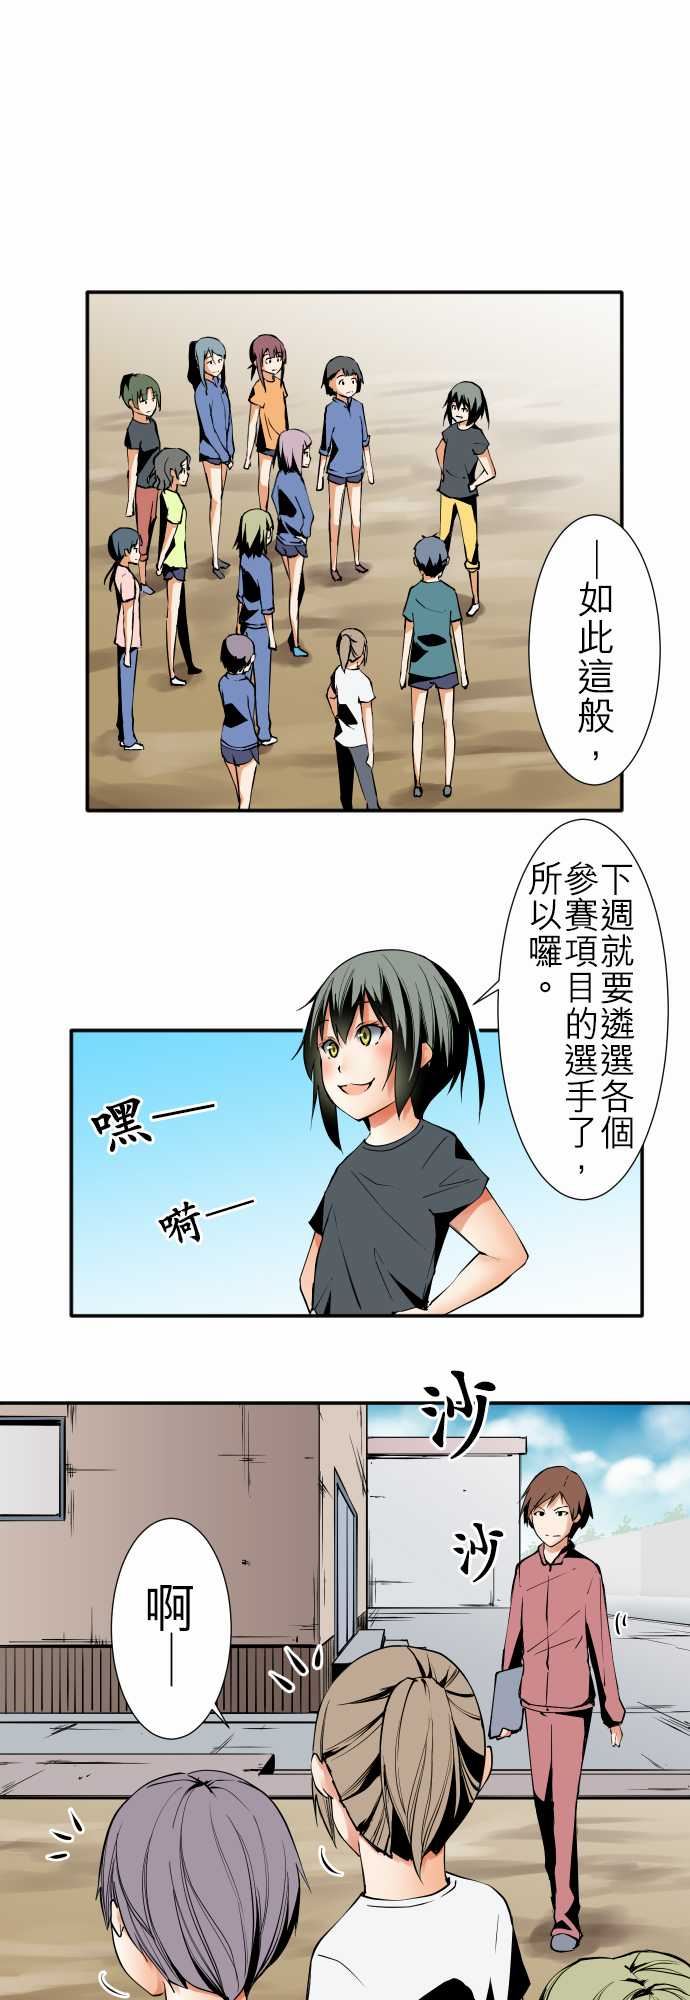 —如此這般，
下週就要遴選各個
參賽項目的選手了，
所以囉。
嘿—
嗬—
沙
沙
啊—